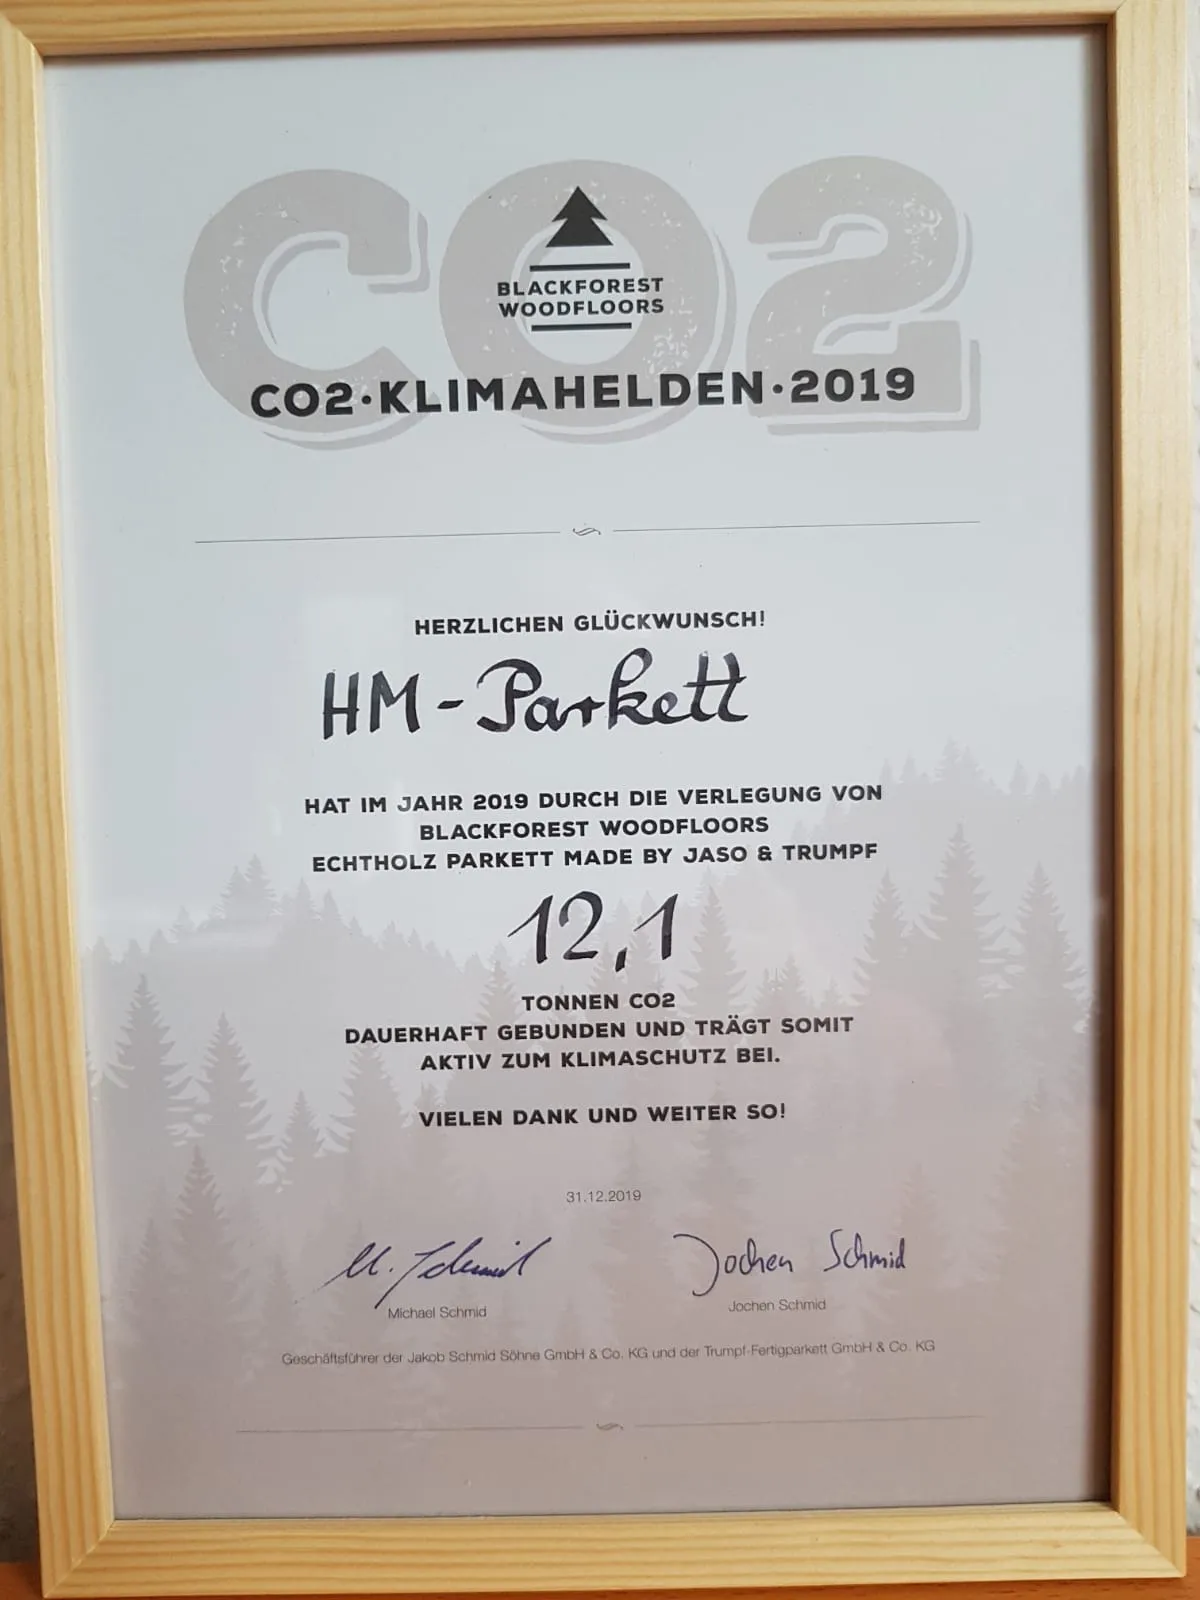 CO2
BLACKFOREST
WOODFLOORS
CO2·KLIMAHELDEN·2019
HERZLICHEN GLÜCKWUNSCH!
HM-Parkett
HAT IM JAHR 2019 DURCH DIE VERLEGUNG VON
BLACKFOREST WOODFLOORS
ECHTHOLZ PARKETT MADE BY JASO & TRUMPF
12,1
TONNEN CO2
DAUERHAFT GEBUNDEN UND TRÄGT SOMIT
AKTIV ZUM KLIMASCHUTZ BEI.
VIELEN DANK UND WEITER SO!
31.12.2019
M. Schmid Jochen Schmid
Michael Schmid Jochen Schmid
Geschäftsführer der Jakob Schmid Söhne GmbH & Co. KG und der Trumpf-Fertigparkett GmbH & Co. KG